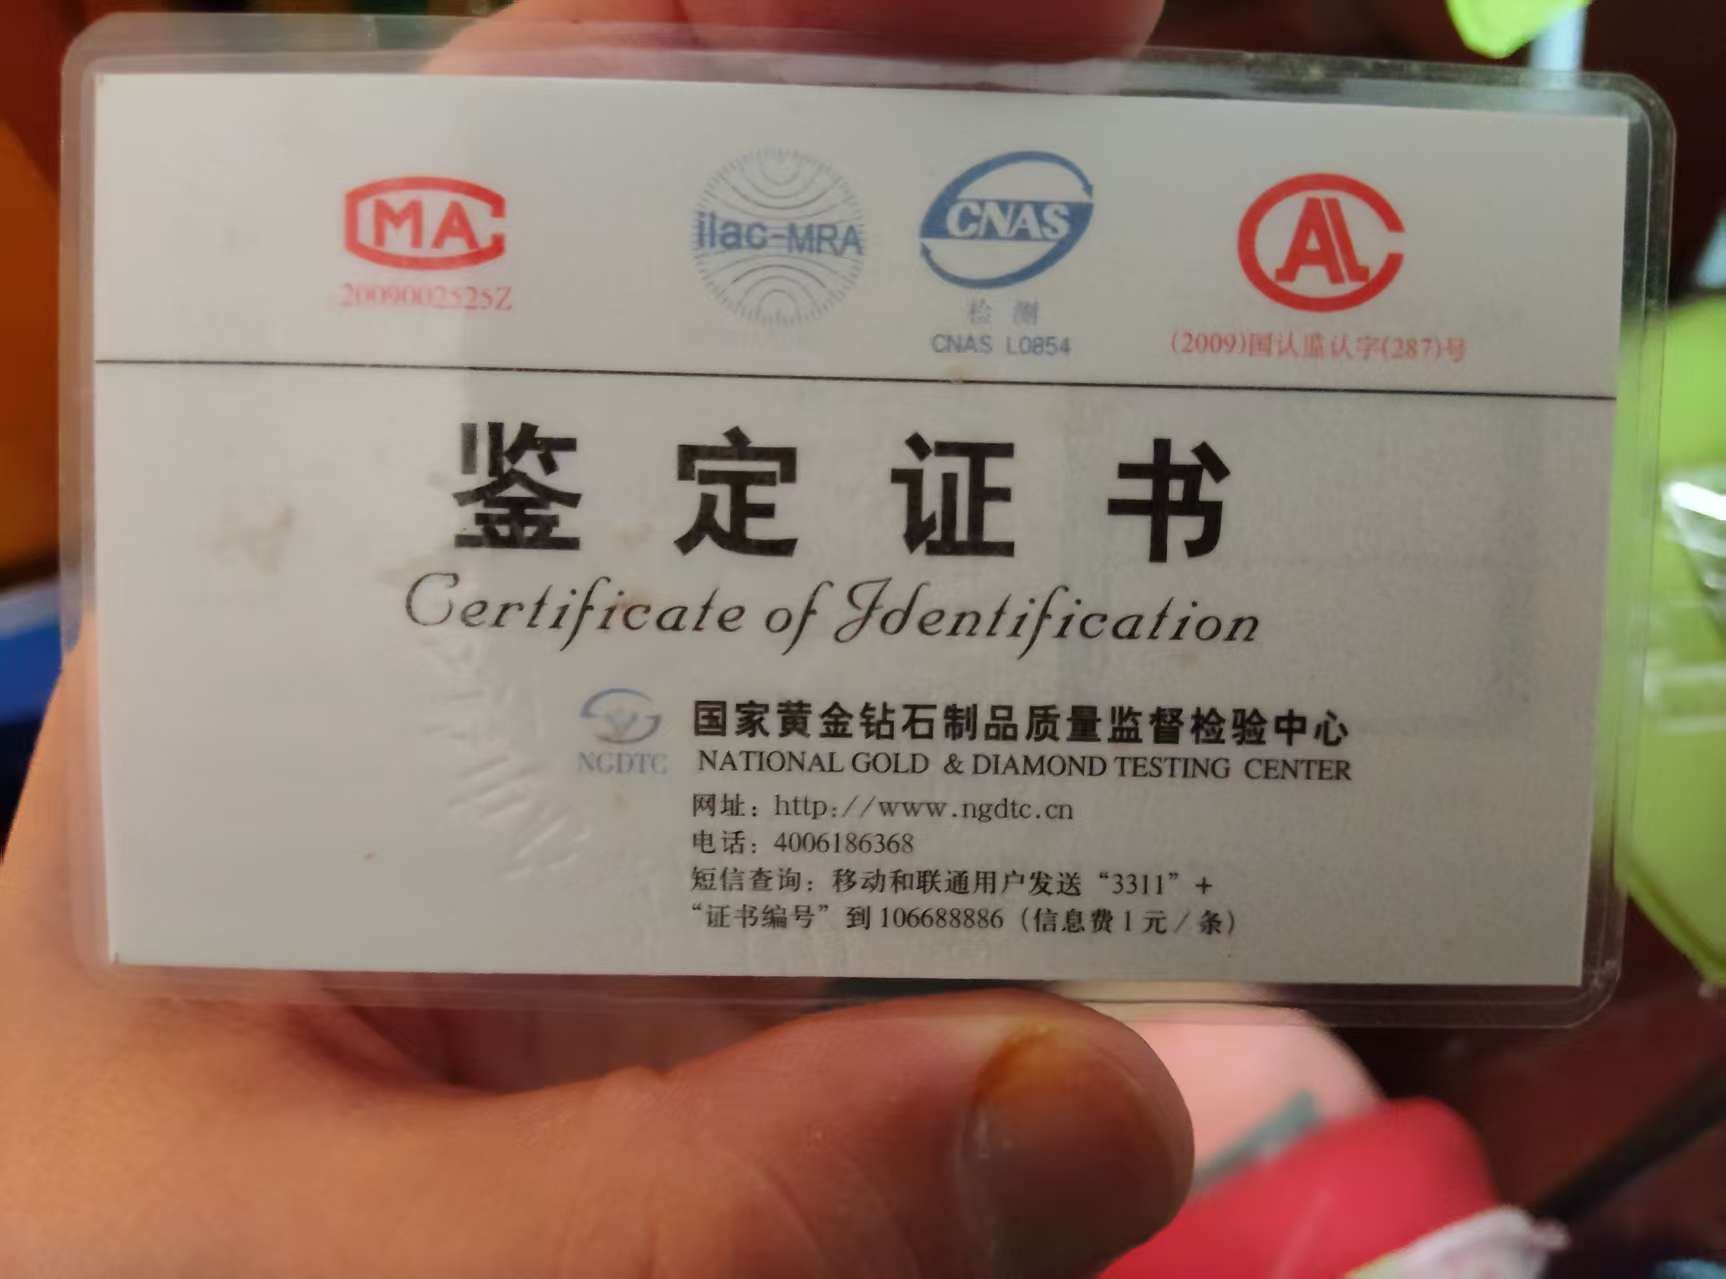 CMA
ilac-MRA
CNAS
CAL
2009002525Z
检 测
CNAS L0854
(2009)国认监认字(287)号
鉴定证书
Certificate of Identification
NGDTC
国家黄金钻石制品质量监督检验中心
NATIONAL GOLD & DIAMOND TESTING CENTER
网址：http://www.ngdtc.cn
电话：4006186368
短信查询：移动和联通用户发送“3311”+
“证书编号”到106688886（信息费1元/条）